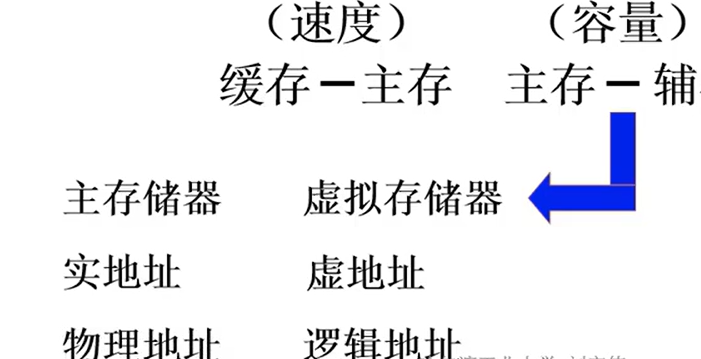 （速度） （容量）
缓存－主存 主存－辅
主存储器 虚拟存储器
实地址 虚地址
物理地址 逻辑地址